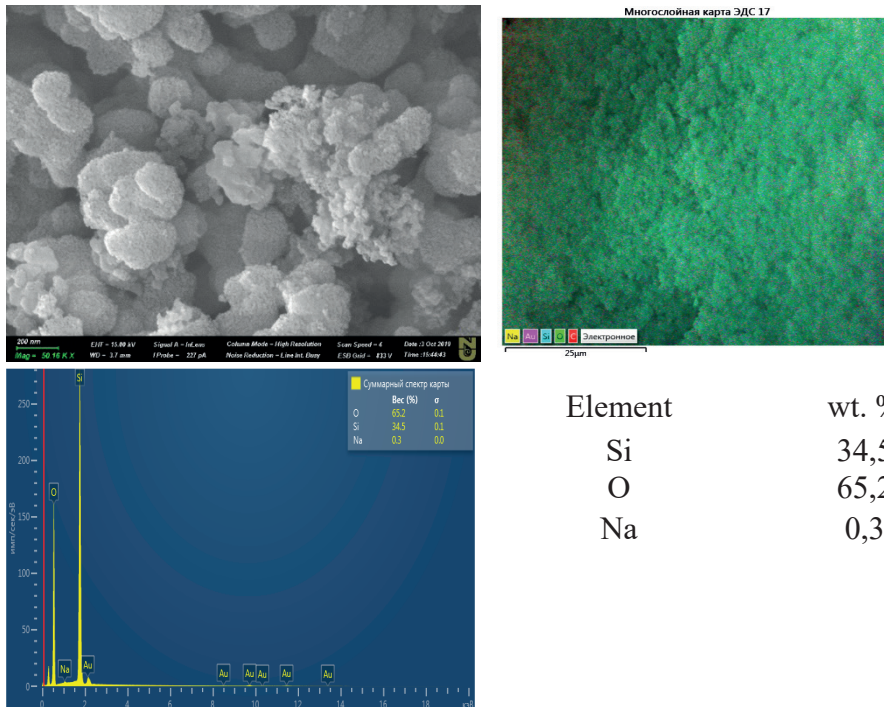 200 nm
Mag = 50.16 K X
EHT = 15.00 kV
WD = 3.7 mm
Signal A = InLens
I Probe = 227 pA
Column Mode = High Resolution
Noise Reduction = Line Int. Busy
Scan Speed = 4
ESB Grid =
Date :3 Oct 2019
Time :15:44:43
Многослойная карта ЭДС 17
Na Au Si O C Электронное
25µm
Суммарный спектр карты
Вес (%) σ
O 65.2 0.1
Si 34.5 0.1
Na 0.3 0.0
имп/сек/эВ
250
200
150
100
50
0
Si
O
Na
Au
Au
Au
Au
Au
Au
0 2 4 6 8 10 12 14 16 18 кэВ
Element wt. %
Si 34,5
O 65,2
Na 0,3